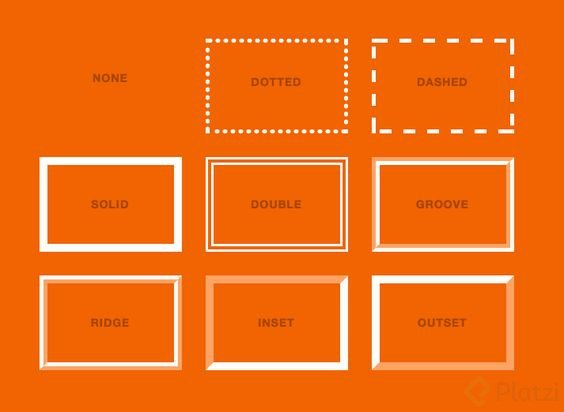 NONE
DOTTED
DASHED
SOLID
DOUBLE
GROOVE
RIDGE
INSET
OUTSET
Platzi